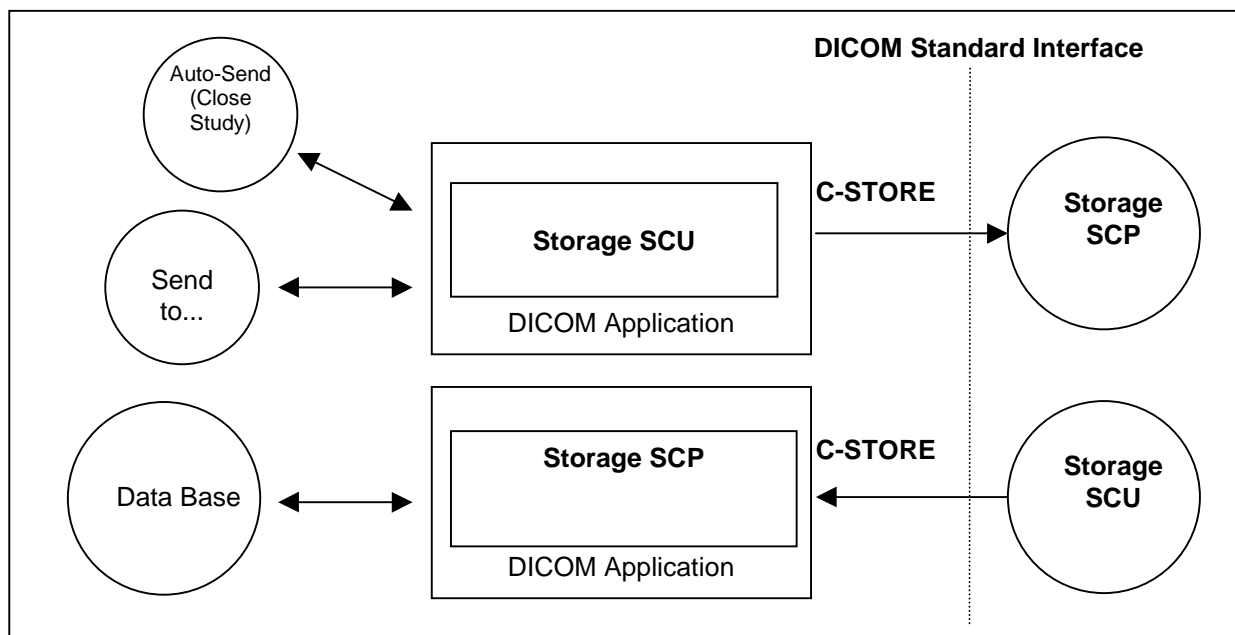 DICOM Standard Interface
Auto-Send
(Close
Study)
C-STORE
Storage
SCP
Storage SCU
Send
to...
DICOM Application
Storage SCP
C-STORE
Storage
SCU
Data Base
DICOM Application